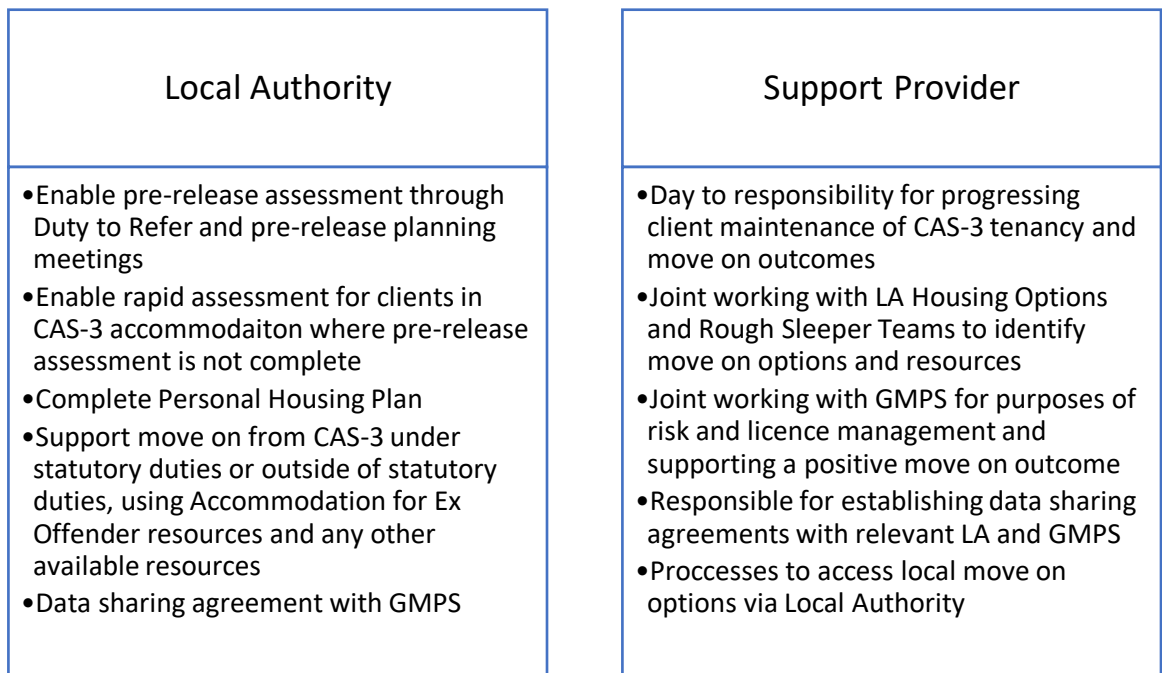 Local Authority
•Enable pre-release assessment through
Duty to Refer and pre-release planning
meetings
•Enable rapid assessment for clients in
CAS-3 accommodaiton where pre-release
assessment is not complete
•Complete Personal Housing Plan
•Support move on from CAS-3 under
statutory duties or outside of statutory
duties, using Accommodation for Ex
Offender resources and any other
available resources
•Data sharing agreement with GMPS
Support Provider
•Day to responsibility for progressing
client maintenance of CAS-3 tenancy and
move on outcomes
•Joint working with LA Housing Options
and Rough Sleeper Teams to identify
move on options and resources
•Joint working with GMPS for purposes of
risk and licence management and
supporting a positive move on outcome
•Responsible for establishing data sharing
agreements with relevant LA and GMPS
•Proccesses to access local move on
options via Local Authority